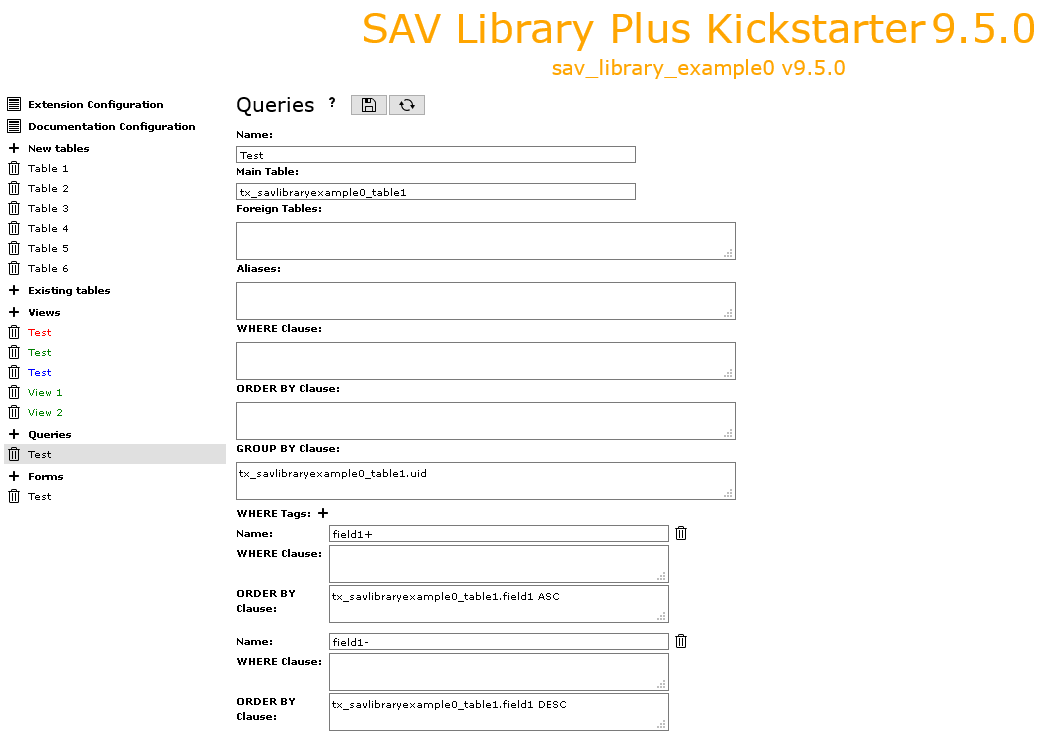 SAV Library Plus Kickstarter 9.5.0
sav_library_example0 v9.5.0
Extension Configuration
Documentation Configuration
New tables
Table 1
Table 2
Table 3
Table 4
Table 5
Table 6
Existing tables
Views
Test
Test
Test
View 1
View 2
Queries
Test
Forms
Test
Queries ?
Name:
Test
Main Table:
tx_savlibraryexample0_table1
Foreign Tables:
Aliases:
WHERE Clause:
ORDER BY Clause:
GROUP BY Clause:
tx_savlibraryexample0_table1.uid
WHERE Tags:
Name: field1+
WHERE Clause:
ORDER BY Clause: tx_savlibraryexample0_table1.field1 ASC
Name: field1-
WHERE Clause:
ORDER BY Clause: tx_savlibraryexample0_table1.field1 DESC